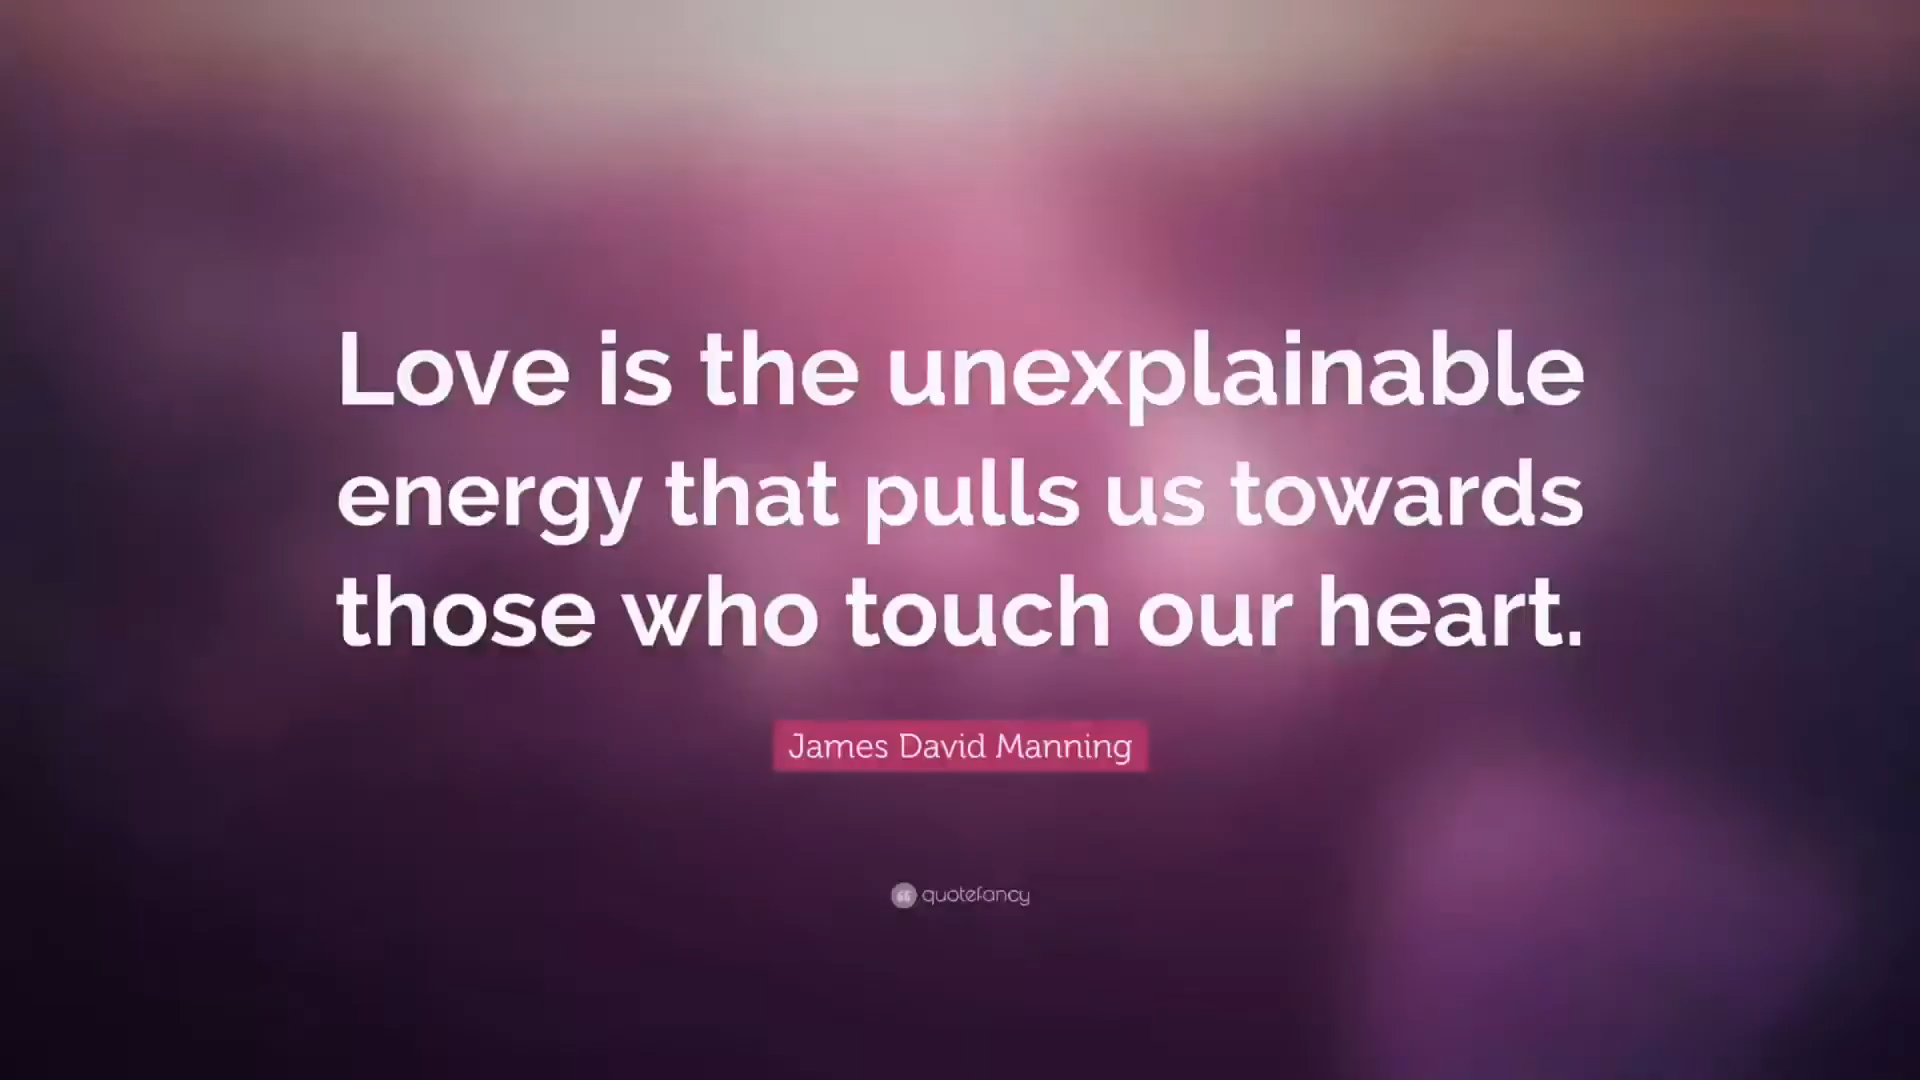 Love is the unexplainable
energy that pulls us towards
those who touch our heart.
James David Manning
quotefancy